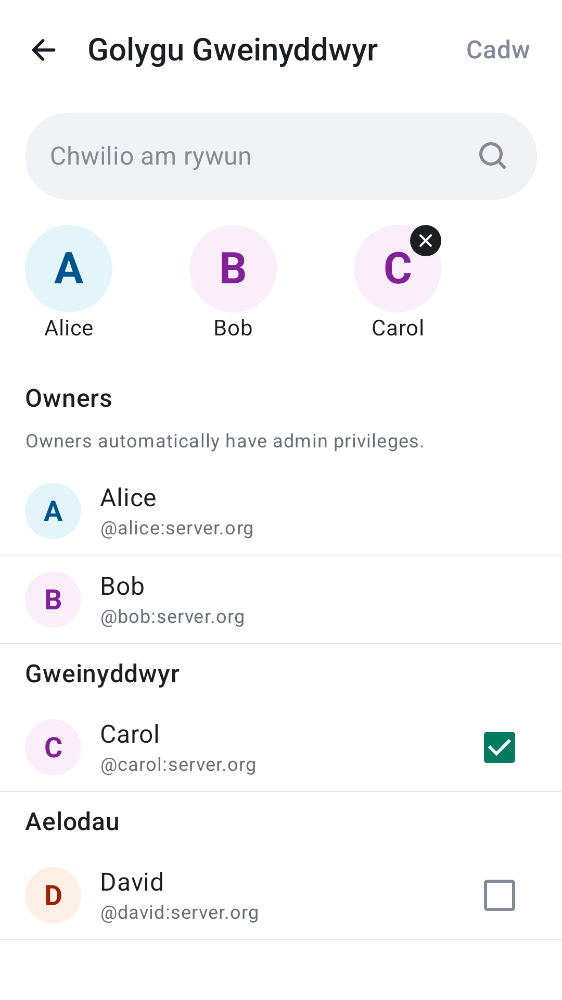 Golygu Gweinyddwyr
Cadw
Chwilio am rywun
A
B
C
Alice
Bob
Carol
Owners
Owners automatically have admin privileges.
A
Alice
@alice:server.org
B
Bob
@bob:server.org
Gweinyddwyr
C
Carol
@carol:server.org
Aelodau
D
David
@david:server.org